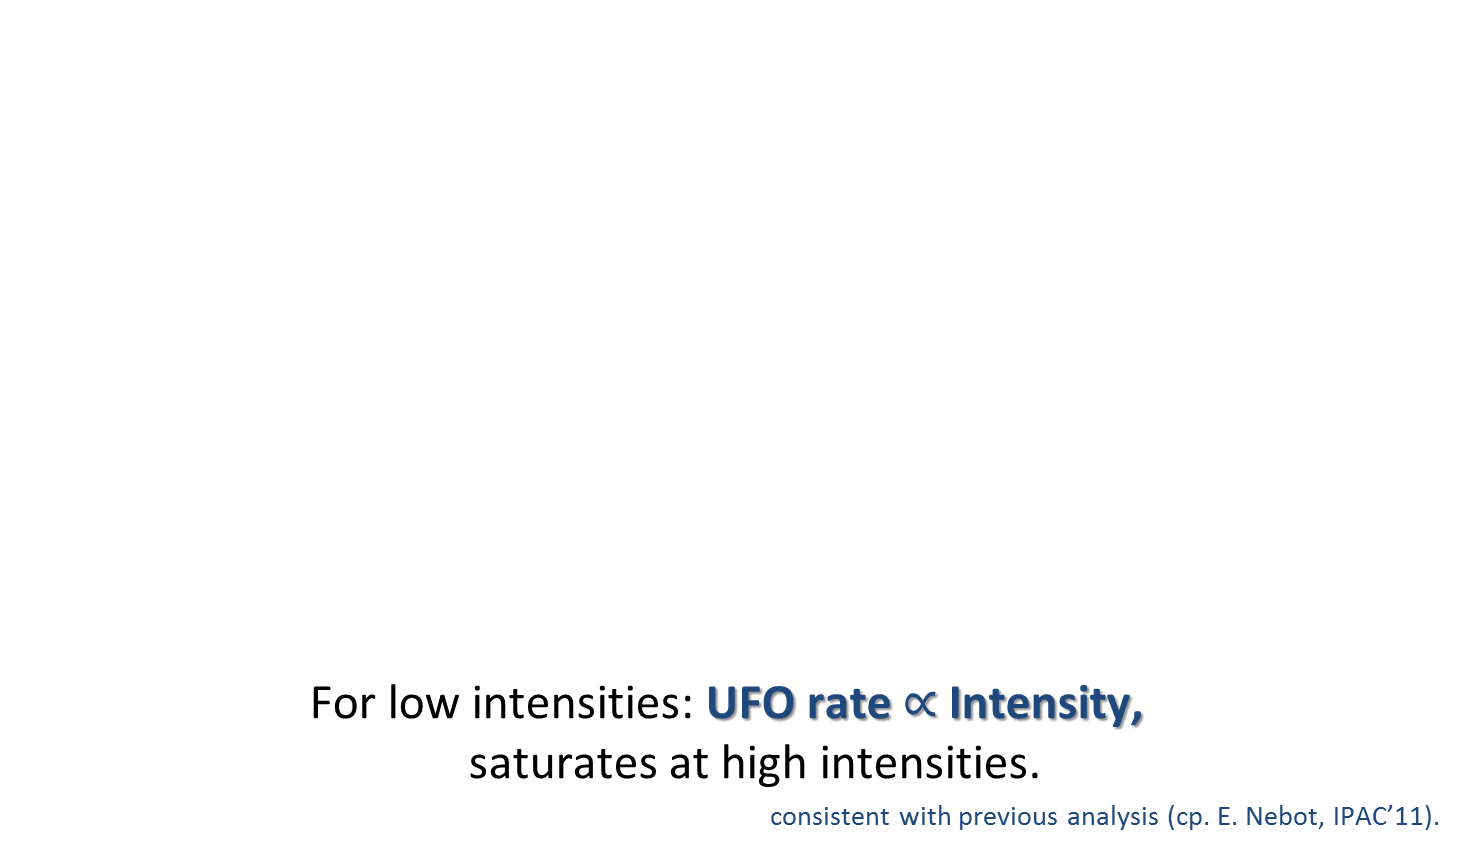 For low intensities: UFO rate ∝ Intensity,
saturates at high intensities.
consistent with previous analysis (cp. E. Nebot, IPAC’11).